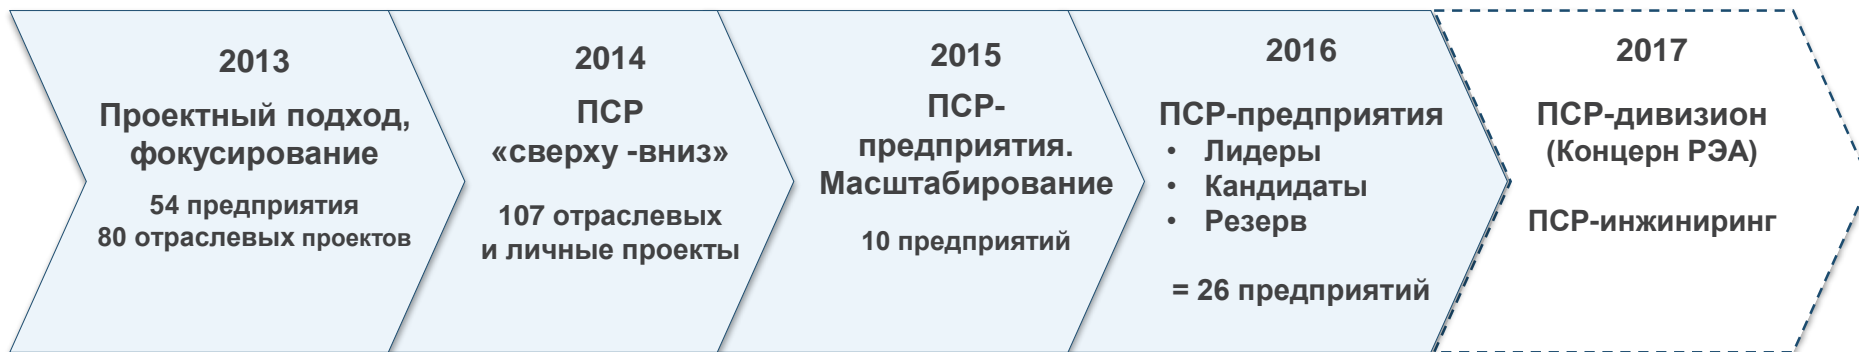 2013
Проектный подход,
фокусирование
54 предприятия
80 отраслевых проектов
2014
ПСР
«сверху -вниз»
107 отраслевых
и личные проекты
2015
ПСР-
предприятия.
Масштабирование
10 предприятий
2016
ПСР-предприятия
• Лидеры
• Кандидаты
• Резерв
= 26 предприятий
2017
ПСР-дивизион
(Концерн РЭА)
ПСР-инжиниринг